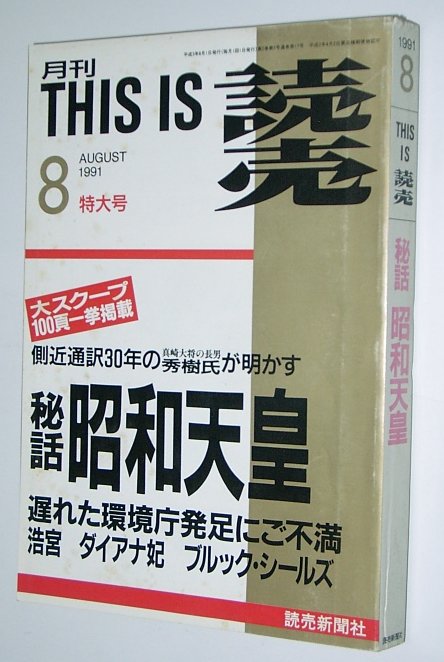 月刊
THIS IS 読売
8 AUGUST 1991
特大号
大スクープ
100頁一挙掲載
真崎大将の長男
側近通訳30年の秀樹氏が明かす
秘話 昭和天皇
遅れた環境庁発足にご不満
浩宮 ダイアナ妃 ブルック・シールズ
読売新聞社
1991
8
THIS IS 読売
秘話 昭和天皇
読売新聞社